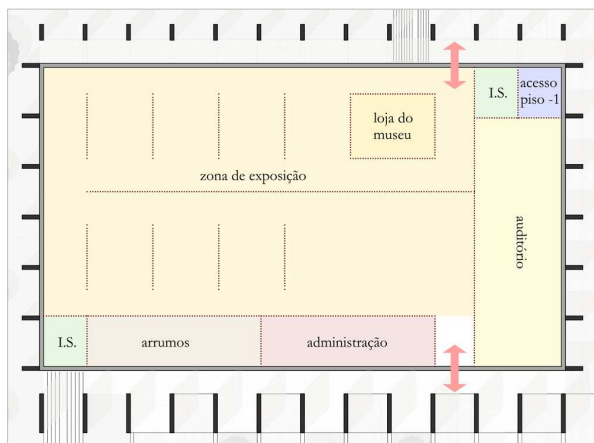 I.S.
acesso
piso -1
loja do
museu
zona de exposição
auditório
I.S.
arrumos
administração